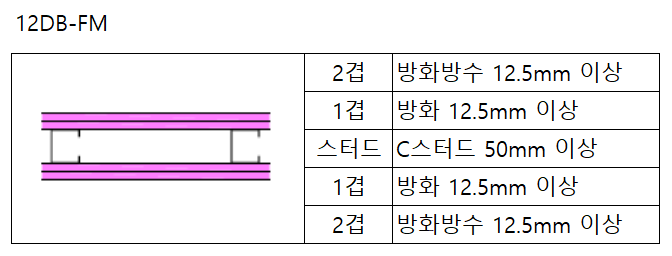 12DB-FM
2겹 방화방수 12.5mm 이상
1겹 방화 12.5mm 이상
스터드 C스터드 50mm 이상
1겹 방화 12.5mm 이상
2겹 방화방수 12.5mm 이상